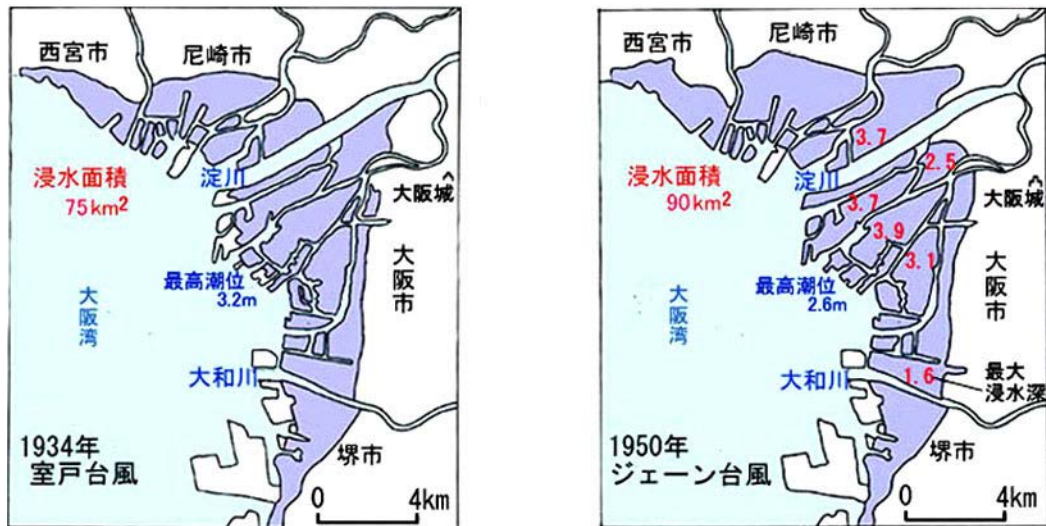 西宮市
尼崎市
浸水面積
75km²
淀川
大阪城
最高潮位
3.2m
大阪市
大阪湾
大和川
1934年
室戸台風
堺市
0 4km
西宮市
尼崎市
3.7
2.5
浸水面積
90km²
淀川
大阪城
3.7
3.9
最高潮位
2.6m
3.1
大阪市
大阪湾
大和川
1.6
最大
浸水深
1950年
ジェーン台風
堺市
0 4km